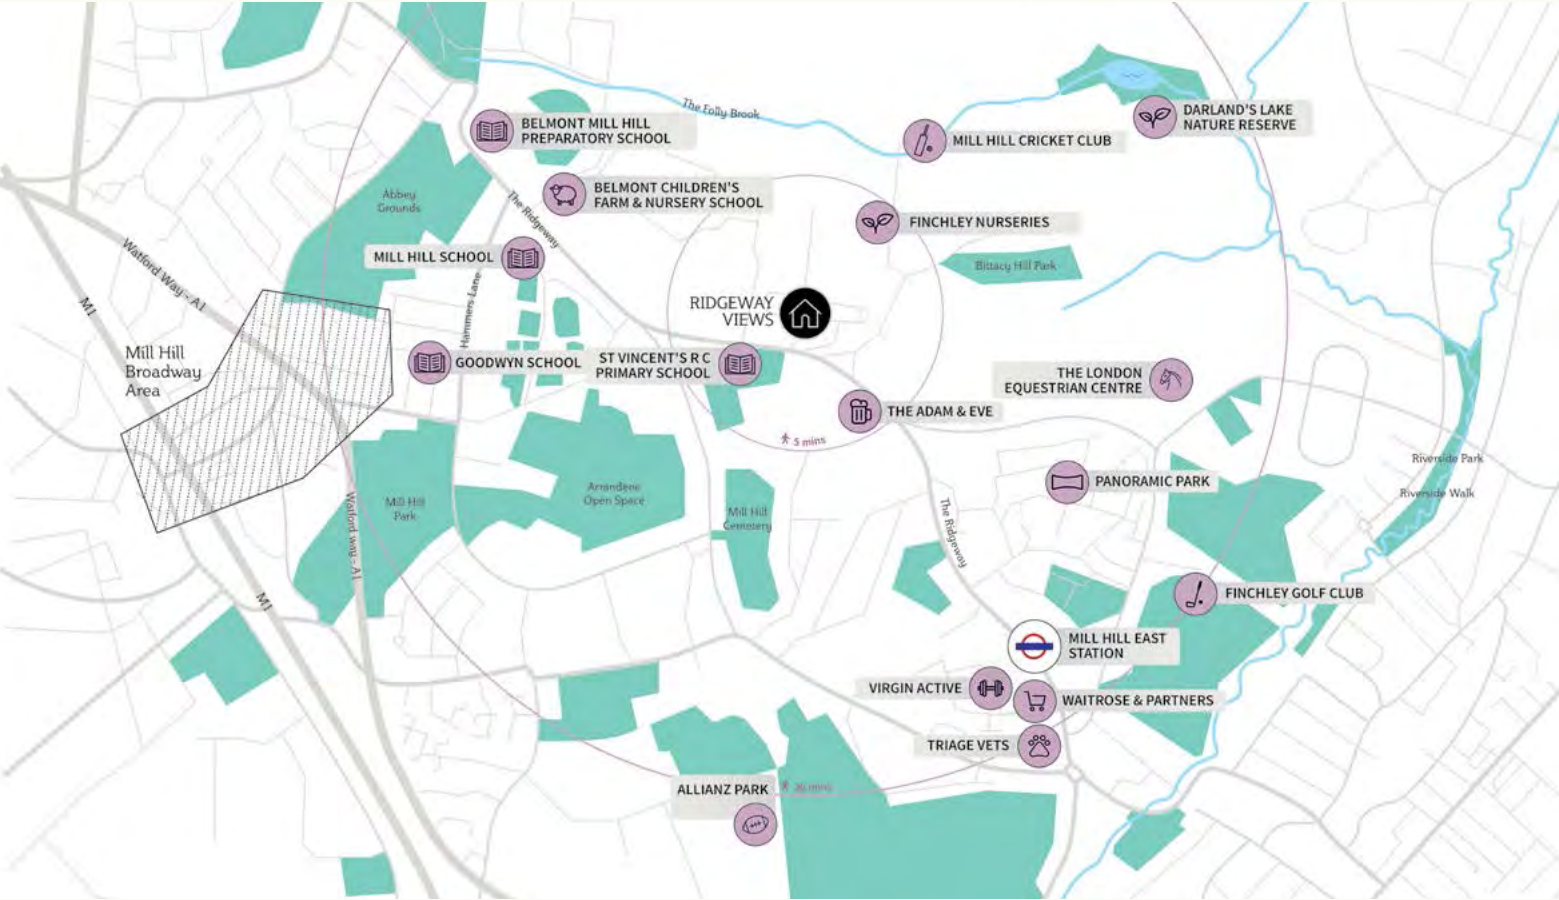 The Folly Brook
BELMONT MILL HILL
PREPARATORY SCHOOL
DARLAND'S LAKE
NATURE RESERVE
MILL HILL CRICKET CLUB
Abbey
Grounds
BELMONT CHILDREN'S
FARM & NURSERY SCHOOL
The Ridgeway
FINCHLEY NURSERIES
Watford Way - A1
MILL HILL SCHOOL
Bittacy Hill Park
M1
Hammers Lane
RIDGEWAY
VIEWS
Mill Hill
Broadway
Area
GOODWYN SCHOOL
ST VINCENT'S R C
PRIMARY SCHOOL
THE LONDON
EQUESTRIAN CENTRE
THE ADAM & EVE
5 mins
Riverside Park
Riverside Walk
PANORAMIC PARK
Arrandene
Open Space
Mill Hill
Park
Mill Hill
Cemetery
Watford way - A1
The Ridgeway
M1
FINCHLEY GOLF CLUB
MILL HILL EAST
STATION
VIRGIN ACTIVE
WAITROSE & PARTNERS
TRIAGE VETS
ALLIANZ PARK
mins